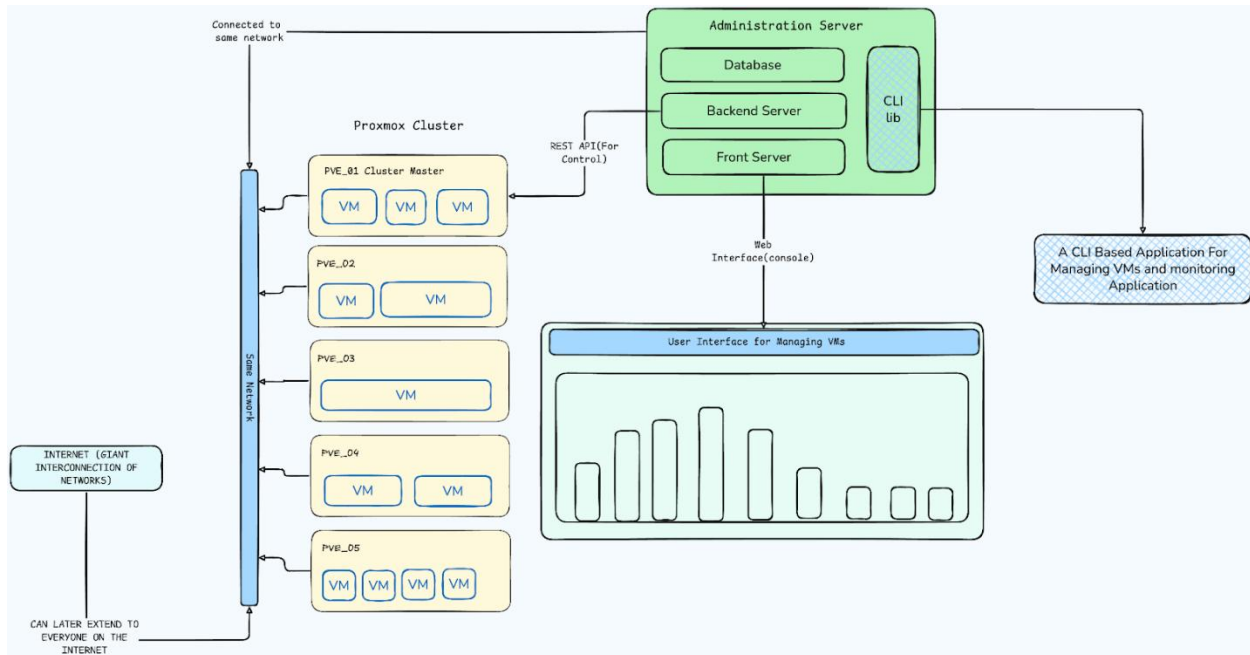 Connected to
same network
Administration Server
Database
Backend Server
Front Server
CLI
lib
Proxmox Cluster
REST API(For
Control)
PVE_01 Cluster Master
VM
VM
VM
PVE_02
VM
VM
PVE_03
VM
PVE_04
VM
VM
PVE_05
VM
VM
VM
VM
Same Network
Web
Interface(console)
A CLI Based Application For
Managing VMs and monitoring
Application
User Interface for Managing VMs
INTERNET (GIANT
INTERCONNECTION OF
NETWORKS)
CAN LATER EXTEND TO
EVERYONE ON THE
INTERNET